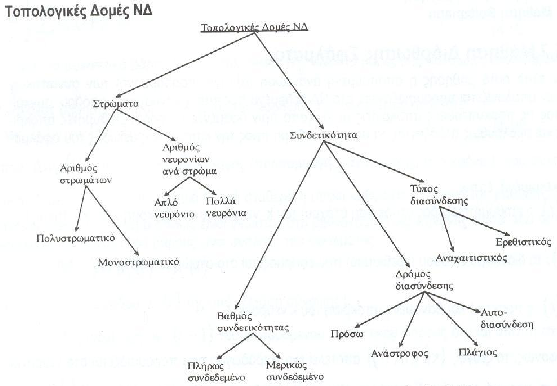 Τοπολογικές Δομές ΝΔ
Τοπολογικές Δομές ΝΔ
Στρώματα
Συνδετικότητα
Αριθμός
νευρονίων
ανά στρώμα
Αριθμός
στρωμάτων
Τύπος
διασύνδεσης
Απλό
νευρόνιο
Πολλά
νευρόνια
Πολυστρωματικό
Μονοστρωματικό
Ερεθιστικός
Αναχαιτιστικός
Δρόμος
διασύνδεσης
Βαθμός
συνδετικότητας
Πρόσω
Αυτο-
διασύνδεση
Ανάστροφος
Πλάγιος
Πλήρως
συνδεδεμένο
Μερικώς
συνδεδεμένο